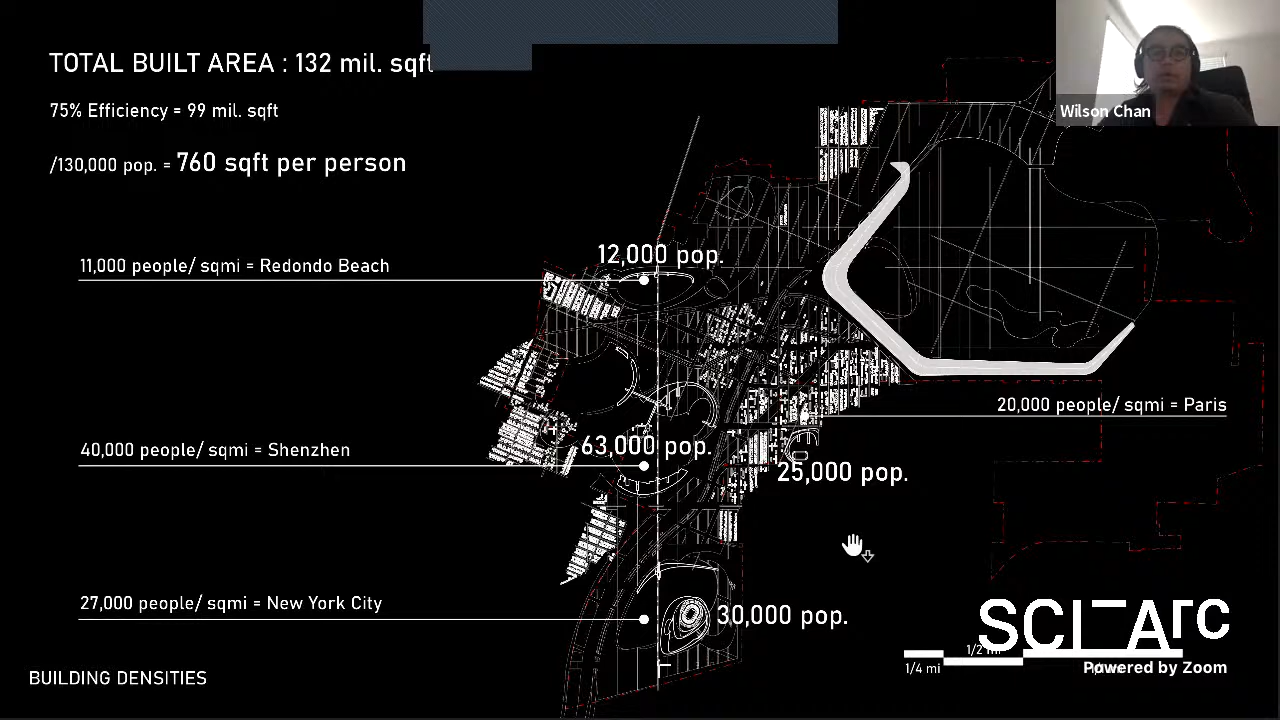 TOTAL BUILT AREA : 132 mil. sqft
Wilson Chan
75% Efficiency = 99 mil. sqft
/130,000 pop. = 760 sqft per person
12,000 pop.
11,000 people/ sqmi = Redondo Beach
20,000 people/ sqmi = Paris
63,000 pop.
40,000 people/ sqmi = Shenzhen
25,000 pop.
27,000 people/ sqmi = New York City
30,000 pop.
SCI-Arc
1/2 mi
1/4 mi
Powered by Zoom
BUILDING DENSITIES